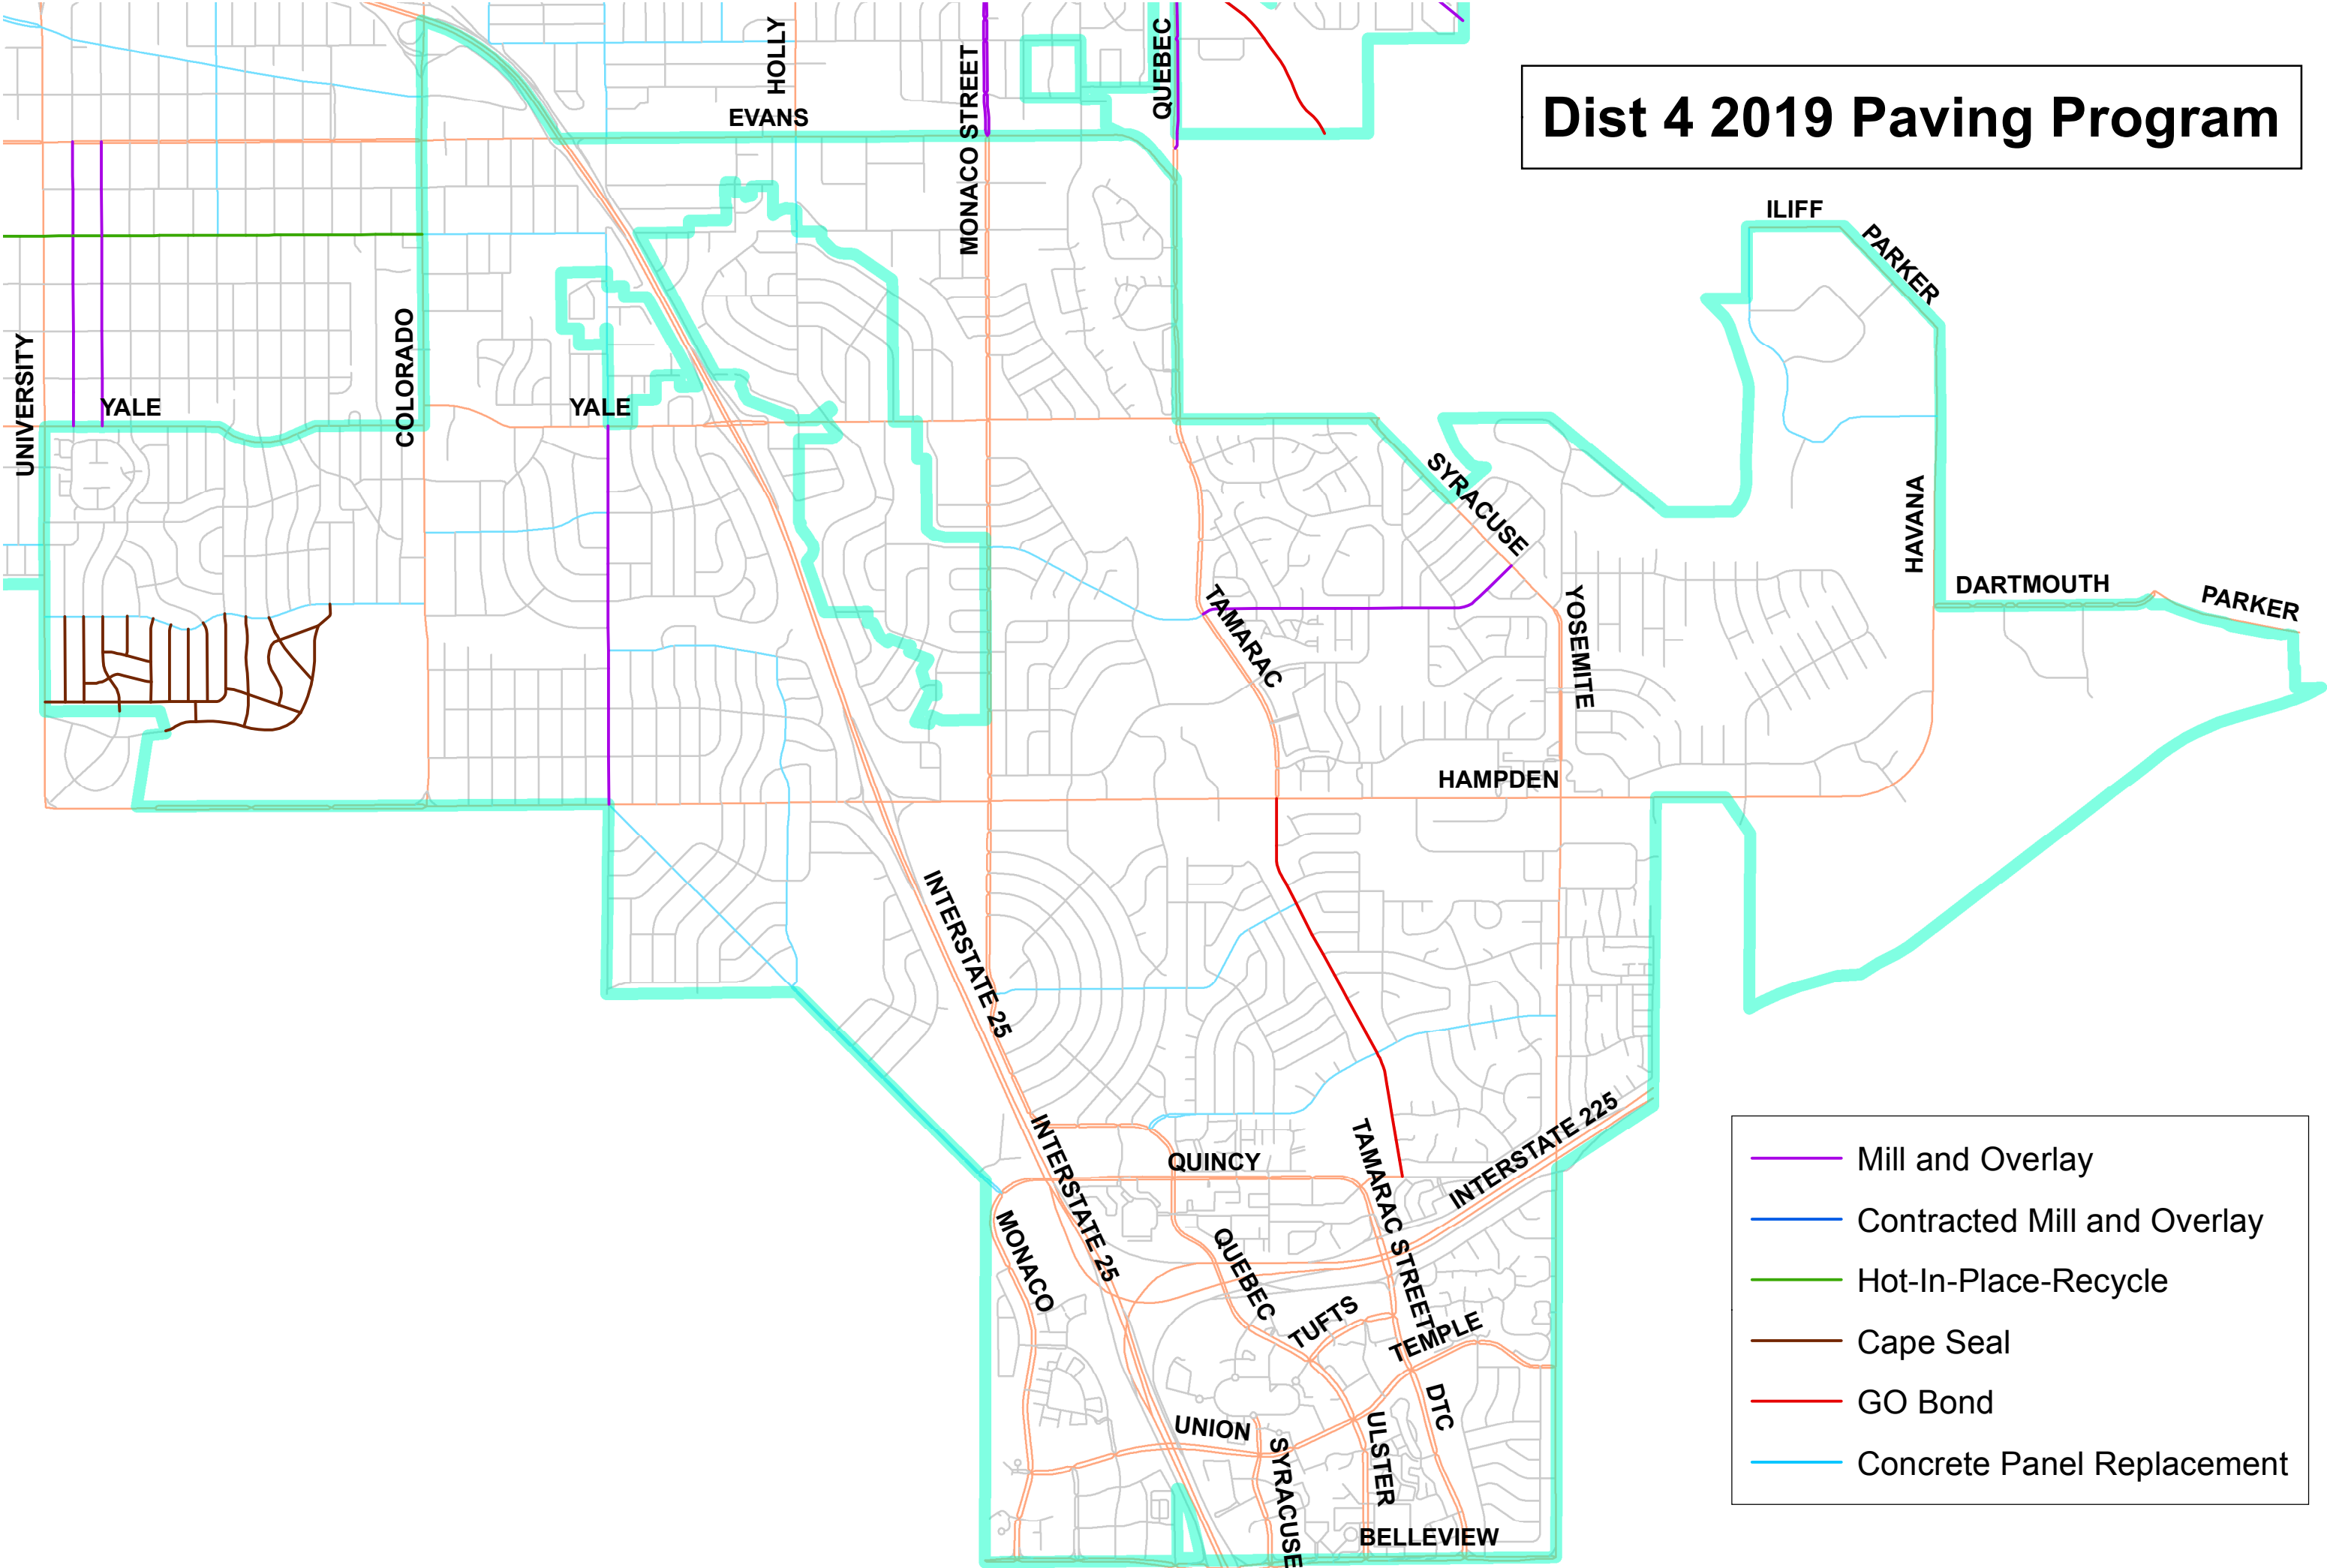 Dist 4 2019 Paving Program
HOLLY
MONACO STREET
QUEBEC
EVANS
ILIFF
PARKER
UNIVERSITY
COLORADO
YALE
YALE
SYRACUSE
HAVANA
DARTMOUTH
PARKER
TAMARAC
YOSEMITE
HAMPDEN
INTERSTATE 25
INTERSTATE 25
QUINCY
TAMARAC STREET
INTERSTATE 225
MONACO
QUEBEC
TUFTS
TEMPLE
DTC
UNION
SYRACUSE
ULSTER
BELLEVIEW
Mill and Overlay
Contracted Mill and Overlay
Hot-In-Place-Recycle
Cape Seal
GO Bond
Concrete Panel Replacement